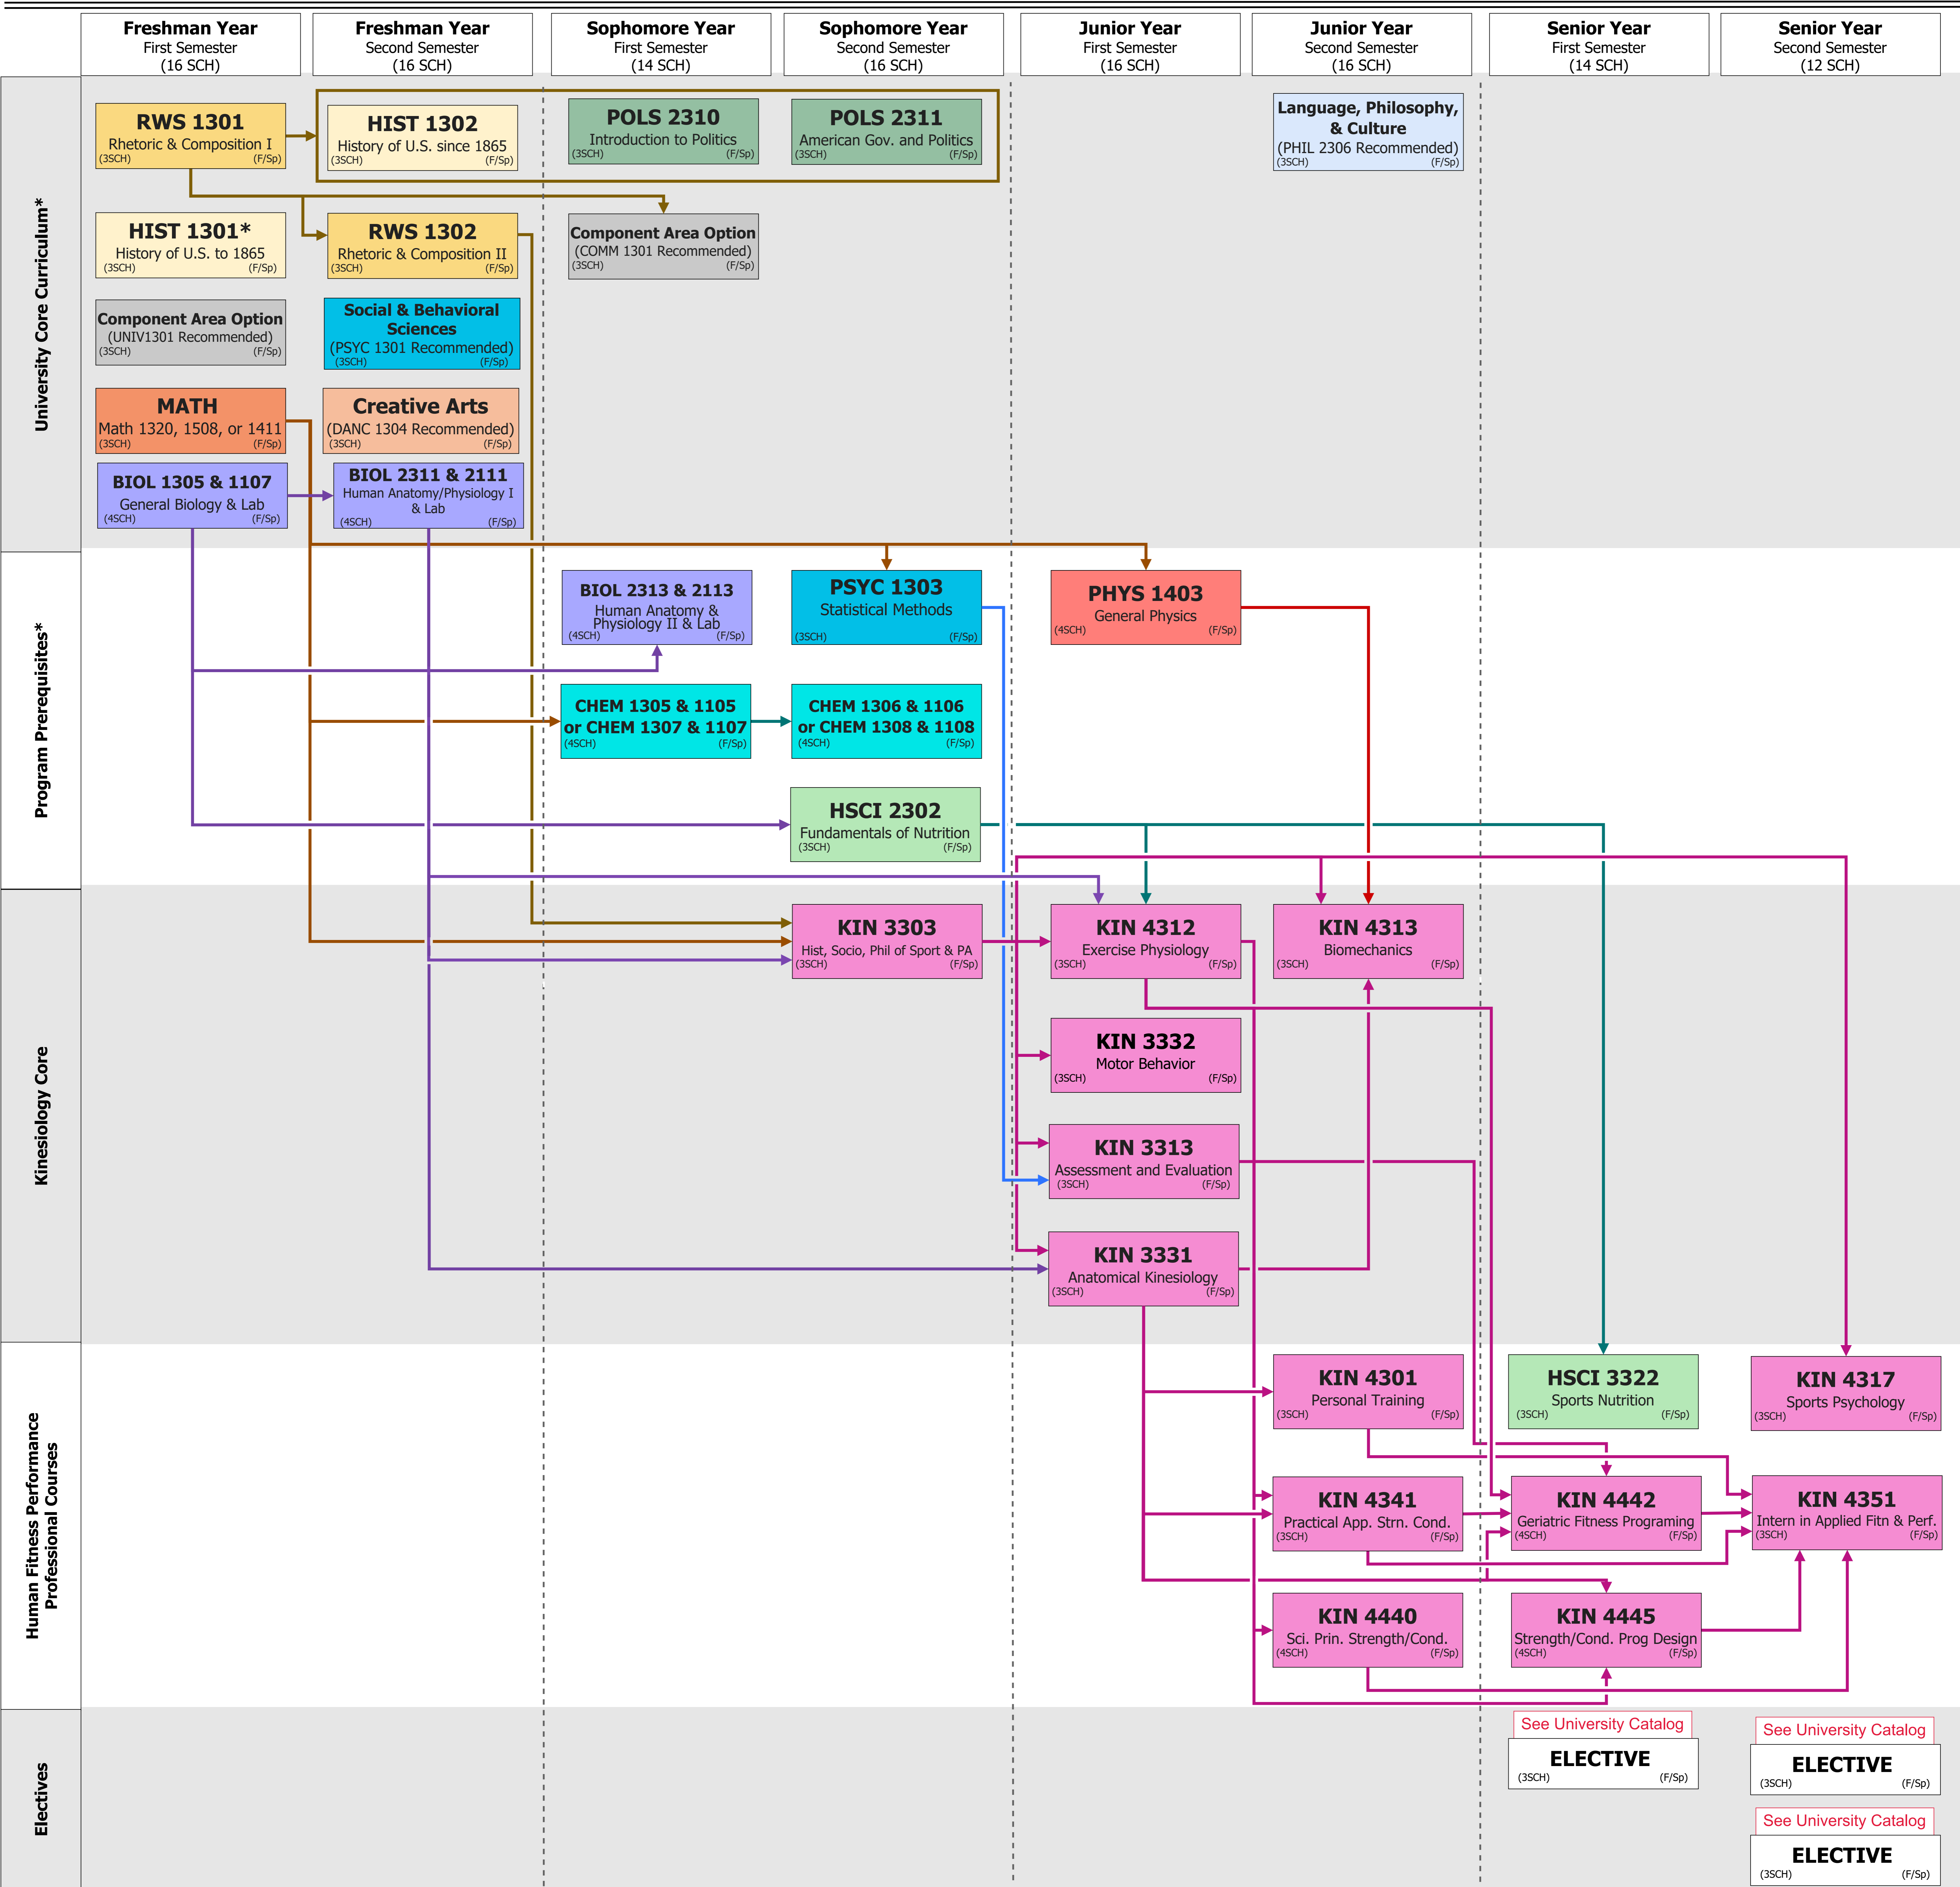 Freshman Year
First Semester
(16 SCH)
Freshman Year
Second Semester
(16 SCH)
Sophomore Year
First Semester
(14 SCH)
Sophomore Year
Second Semester
(16 SCH)
Junior Year
First Semester
(16 SCH)
Junior Year
Second Semester
(16 SCH)
Senior Year
First Semester
(14 SCH)
Senior Year
Second Semester
(12 SCH)
University Core Curriculum*
RWS 1301
Rhetoric & Composition I
(3SCH) (F/Sp)
HIST 1302
History of U.S. since 1865
(3SCH) (F/Sp)
POLS 2310
Introduction to Politics
(3SCH) (F/Sp)
POLS 2311
American Gov. and Politics
(3SCH) (F/Sp)
Language, Philosophy,
& Culture
(PHIL 2306 Recommended)
(3SCH) (F/Sp)
HIST 1301*
History of U.S. to 1865
(3SCH) (F/Sp)
RWS 1302
Rhetoric & Composition II
(3SCH) (F/Sp)
Component Area Option
(COMM 1301 Recommended)
(3SCH) (F/Sp)
Component Area Option
(UNIV1301 Recommended)
(3SCH) (F/Sp)
Social & Behavioral
Sciences
(PSYC 1301 Recommended)
(3SCH) (F/Sp)
MATH
Math 1320, 1508, or 1411
(3SCH) (F/Sp)
Creative Arts
(DANC 1304 Recommended)
(3SCH) (F/Sp)
BIOL 1305 & 1107
General Biology & Lab
(4SCH) (F/Sp)
BIOL 2311 & 2111
Human Anatomy/Physiology I
& Lab
(4SCH) (F/Sp)
Program Prerequisites*
BIOL 2313 & 2113
Human Anatomy &
Physiology II & Lab
(4SCH) (F/Sp)
PSYC 1303
Statistical Methods
(3SCH) (F/Sp)
PHYS 1403
General Physics
(4SCH) (F/Sp)
CHEM 1305 & 1105
or CHEM 1307 & 1107
(4SCH) (F/Sp)
CHEM 1306 & 1106
or CHEM 1308 & 1108
(4SCH) (F/Sp)
HSCI 2302
Fundamentals of Nutrition
(3SCH) (F/Sp)
Kinesiology Core
KIN 3303
Hist, Socio, Phil of Sport & PA
(3SCH) (F/Sp)
KIN 4312
Exercise Physiology
(3SCH) (F/Sp)
KIN 4313
Biomechanics
(3SCH) (F/Sp)
KIN 3332
Motor Behavior
(3SCH) (F/Sp)
KIN 3313
Assessment and Evaluation
(3SCH) (F/Sp)
KIN 3331
Anatomical Kinesiology
(3SCH) (F/Sp)
Human Fitness Performance
Professional Courses
KIN 4301
Personal Training
(3SCH) (F/Sp)
HSCI 3322
Sports Nutrition
(3SCH) (F/Sp)
KIN 4317
Sports Psychology
(3SCH) (F/Sp)
KIN 4341
Practical App. Strn. Cond.
(3SCH) (F/Sp)
KIN 4442
Geriatric Fitness Programing
(4SCH) (F/Sp)
KIN 4351
Intern in Applied Fitn & Perf.
(3SCH) (F/Sp)
KIN 4440
Sci. Prin. Strength/Cond.
(4SCH) (F/Sp)
KIN 4445
Strength/Cond. Prog Design
(4SCH) (F/Sp)
Electives
See University Catalog
ELECTIVE
(3SCH) (F/Sp)
See University Catalog
ELECTIVE
(3SCH) (F/Sp)
See University Catalog
ELECTIVE
(3SCH) (F/Sp)